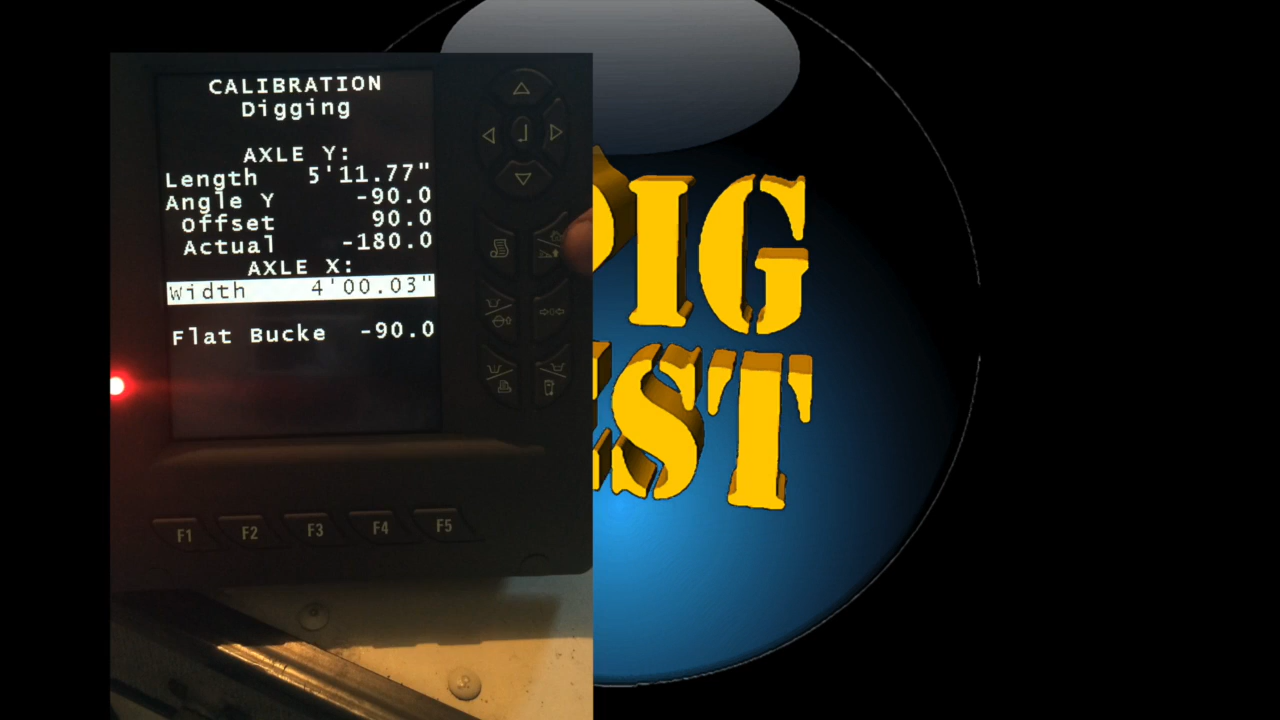 CALIBRATION
Digging
AXLE Y:
Length 5'11.77"
Angle Y -90.0
Offset 90.0
Actual -180.0
AXLE X:
Width 4'00.03"
Flat Bucke -90.0
F1 F2 F3 F4 F5
IG
EST